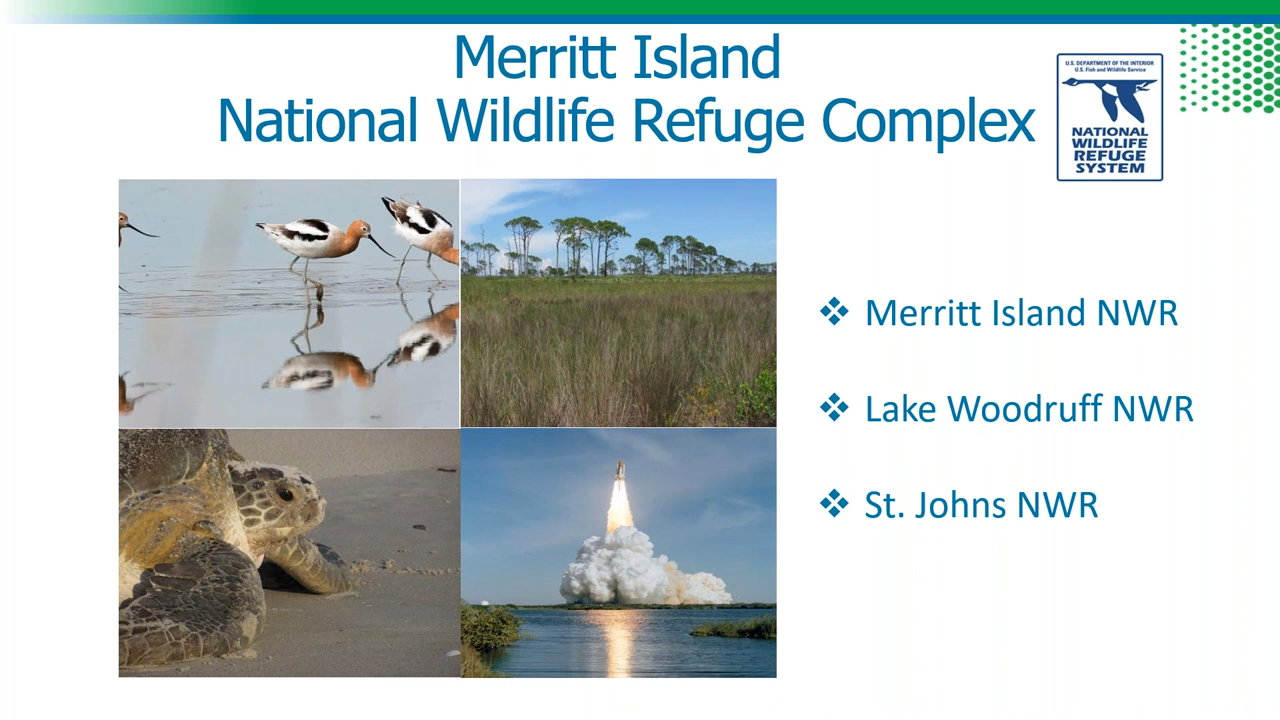 Merritt Island
National Wildlife Refuge Complex
U.S. DEPARTMENT OF THE INTERIOR
U.S. Fish and Wildlife Service
NATIONAL
WILDLIFE
REFUGE
SYSTEM
❖ Merritt Island NWR
❖ Lake Woodruff NWR
❖ St. Johns NWR